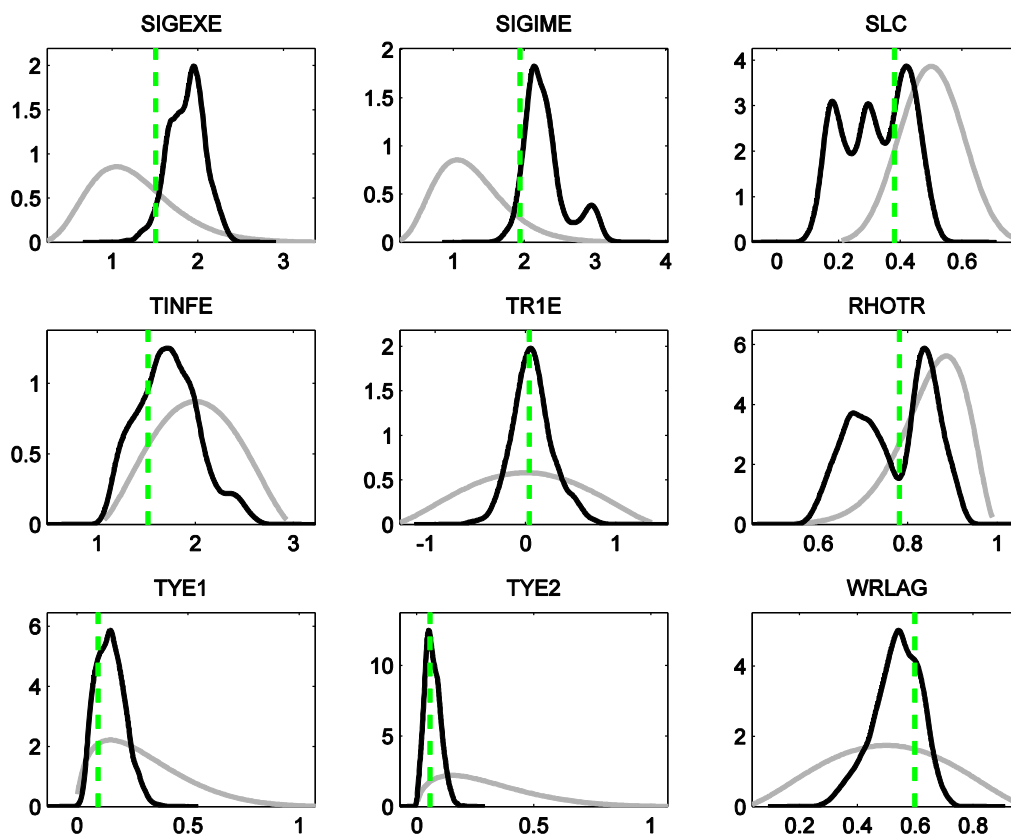 SIGEXE SIGIME SLC
2 2 4
1.5 1.5 3
1 1 2
0.5 0.5 1
0 0 0
1 2 3 1 2 3 4 0 0.2 0.4 0.6
TINFE TR1E RHOTR
1 2 6
0.5 1.5 4
0 1 2
0.5 0
0
1 2 3 -1 0 1 0.6 0.8 1
TYE1 TYE2 WRLAG
6 10 4
4 5 2
2 0 0
0
0 0.5 1 0 0.5 1 0.2 0.4 0.6 0.8